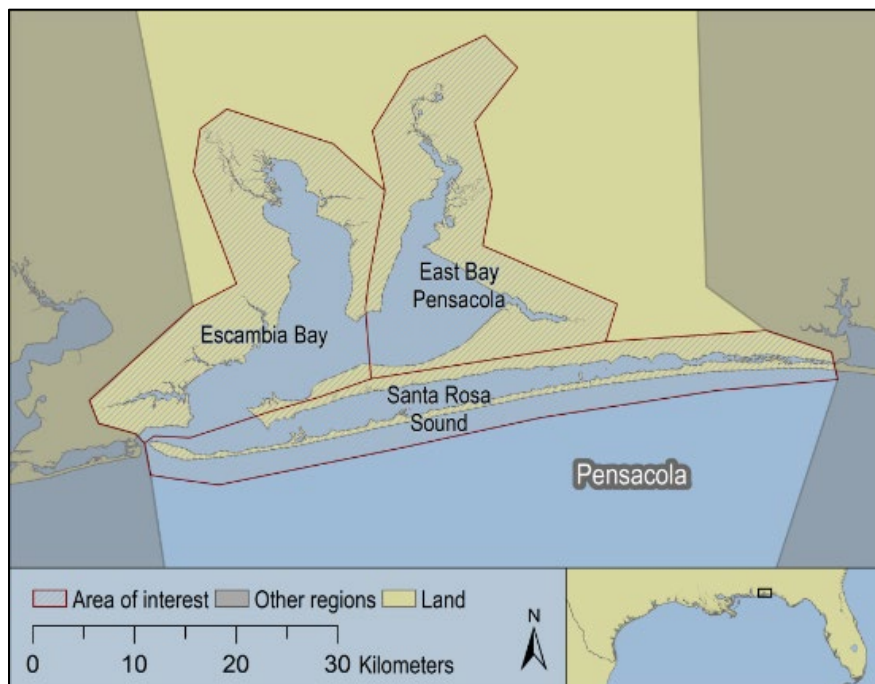 East Bay
Pensacola
Escambia Bay
Santa Rosa
Sound
Pensacola
Area of interest Other regions Land
N
0 10 20 30 Kilometers